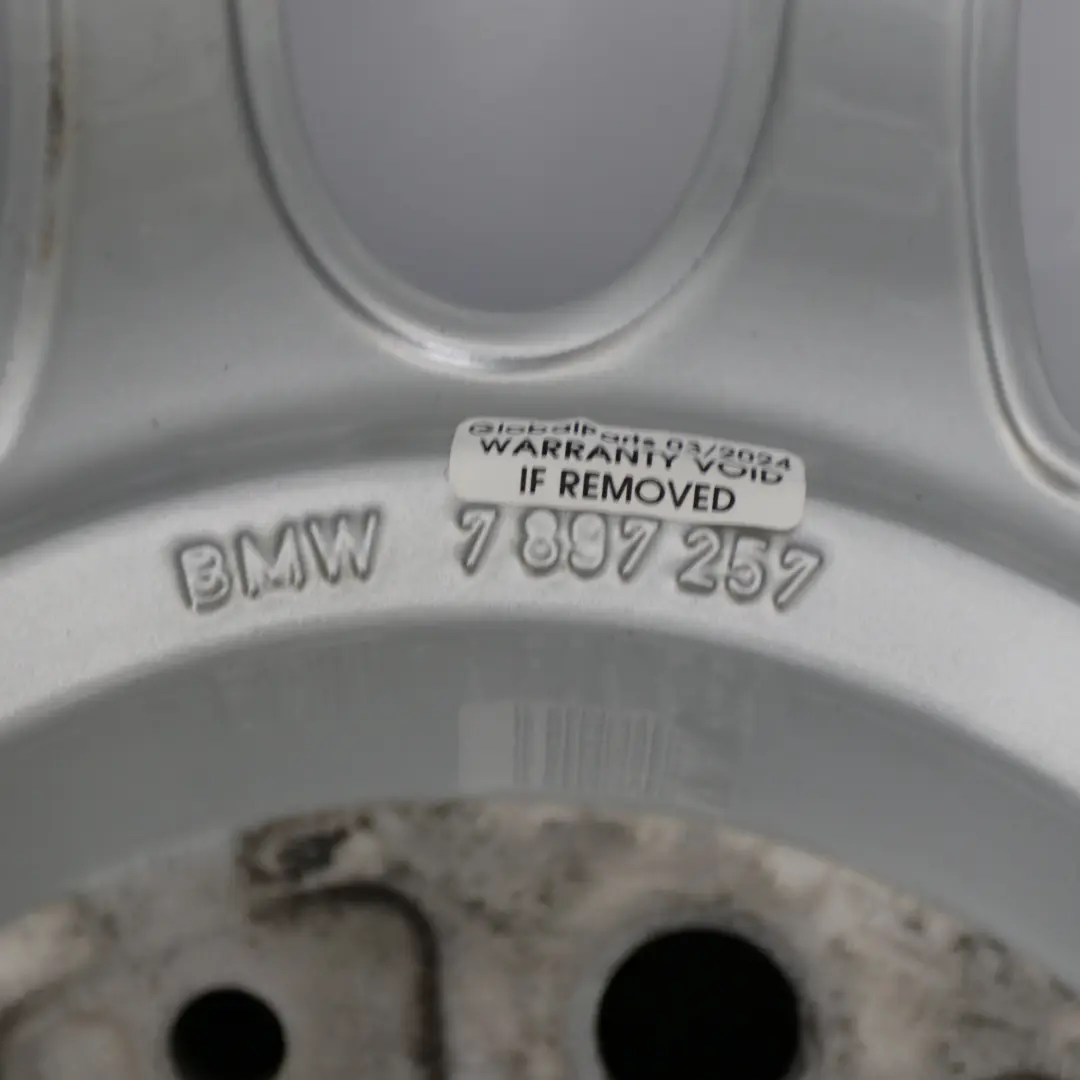 GlobalParts 03/2024
WARRANTY VOID
IF REMOVED
BMW 7 897 257